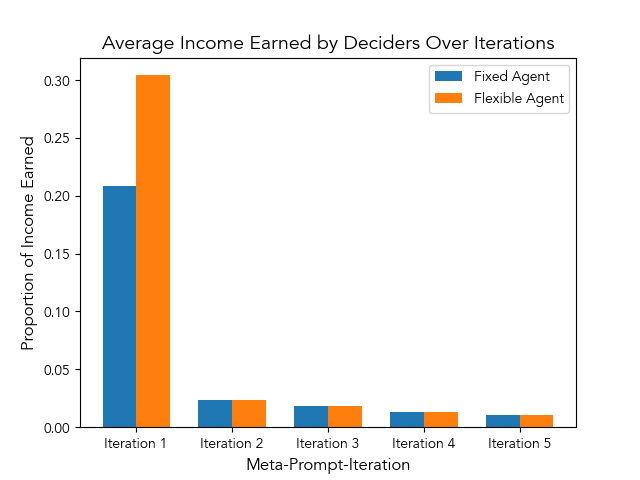 Average Income Earned by Deciders Over Iterations
Fixed Agent
Flexible Agent
Proportion of Income Earned
0.30
0.25
0.20
0.15
0.10
0.05
0.00
Iteration 1 Iteration 2 Iteration 3 Iteration 4 Iteration 5
Meta-Prompt-Iteration